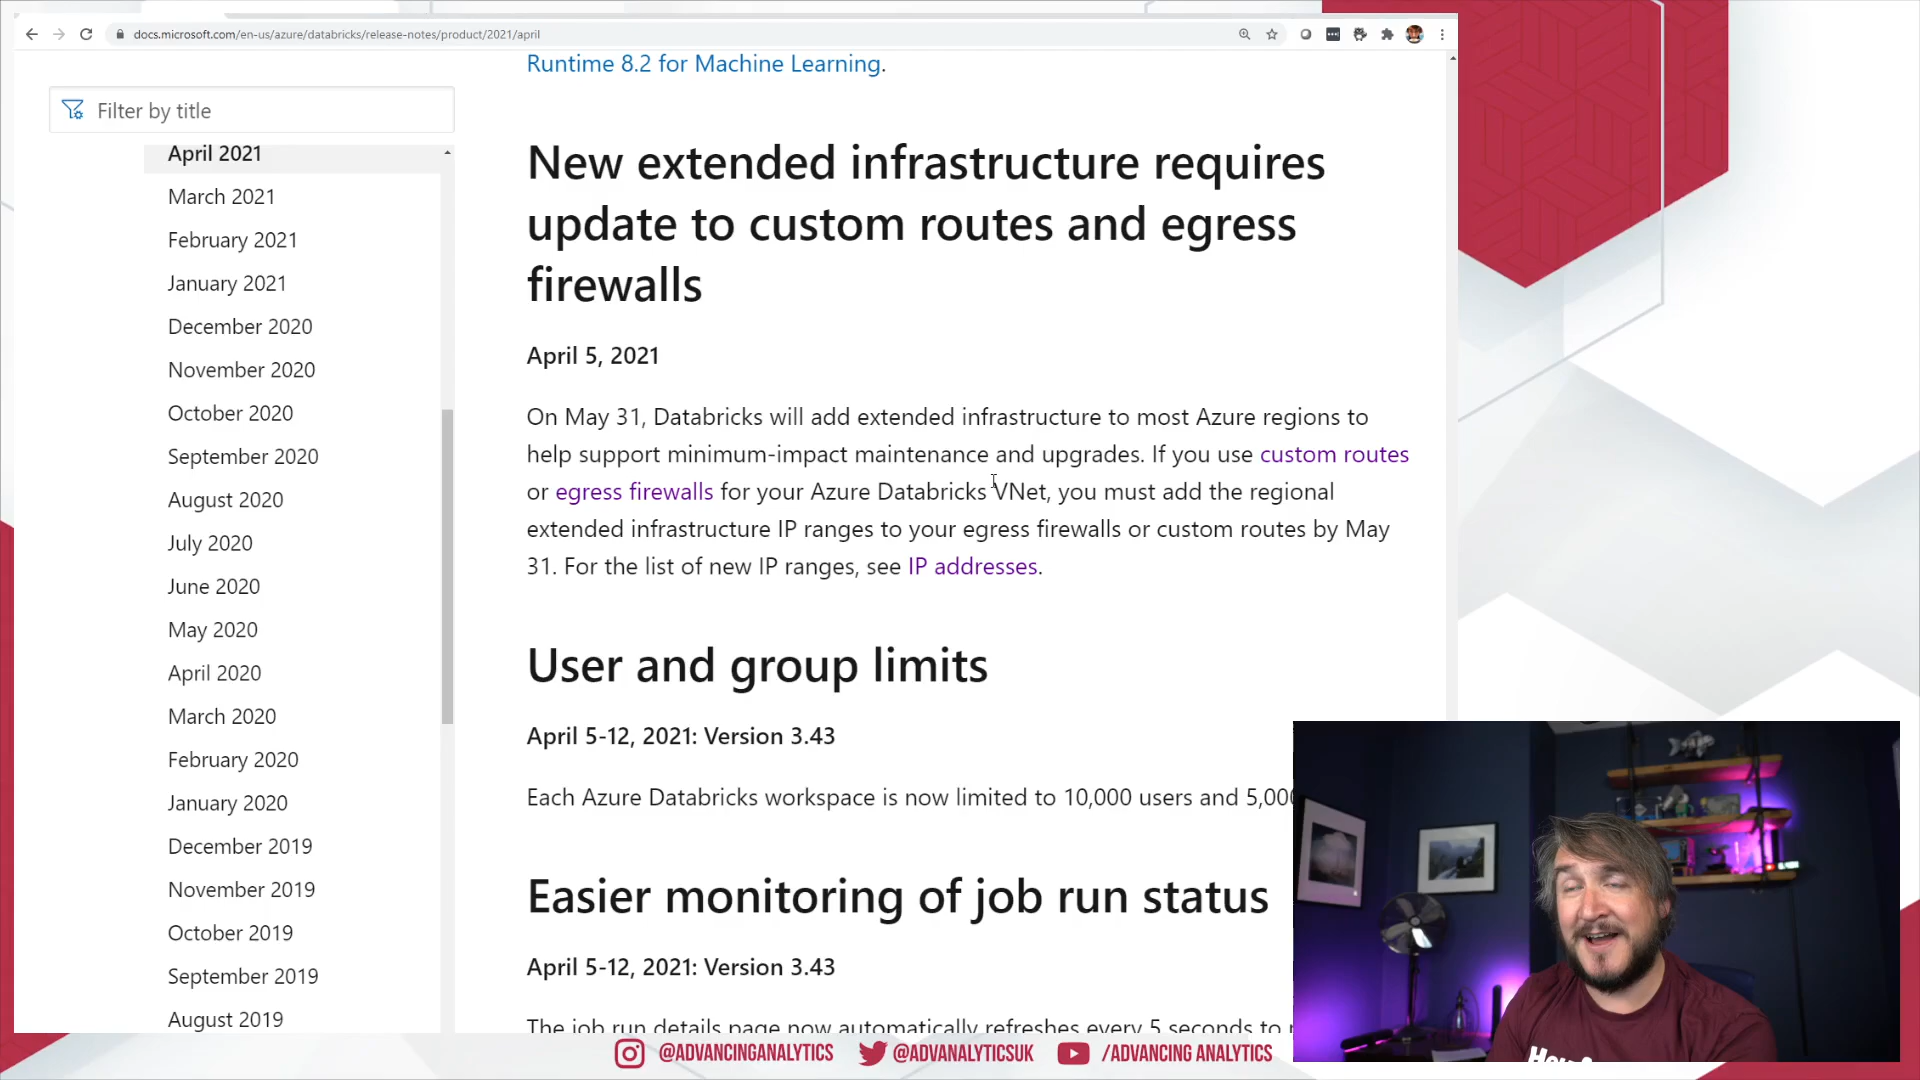 docs.microsoft.com/en-us/azure/databricks/release-notes/product/2021/april
Filter by title
April 2021
March 2021
February 2021
January 2021
December 2020
November 2020
October 2020
September 2020
August 2020
July 2020
June 2020
May 2020
April 2020
March 2020
February 2020
January 2020
December 2019
November 2019
October 2019
September 2019
August 2019
Runtime 8.2 for Machine Learning.
New extended infrastructure requires
update to custom routes and egress
firewalls
April 5, 2021
On May 31, Databricks will add extended infrastructure to most Azure regions to
help support minimum-impact maintenance and upgrades. If you use custom routes
or egress firewalls for your Azure Databricks VNet, you must add the regional
extended infrastructure IP ranges to your egress firewalls or custom routes by May
31. For the list of new IP ranges, see IP addresses.
User and group limits
April 5-12, 2021: Version 3.43
Each Azure Databricks workspace is now limited to 10,000 users and 5,000
Easier monitoring of job run status
April 5-12, 2021: Version 3.43
The job run details page now automatically refreshes every 5 seconds to
@ADVANCINGANALYTICS @ADVANALYTICSUK /ADVANCING ANALYTICS